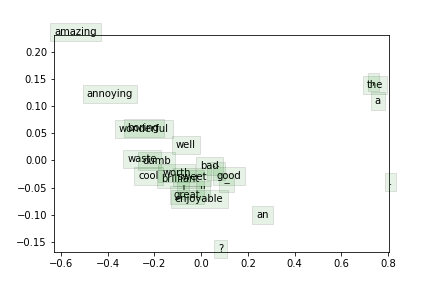 amazing
0.20
annoying
0.15
the
a
0.10
boring
wonderful
0.05
well
waste
dumb
0.00
bad
cool
worth
brilliant
sweet
good
−0.05
great
enjoyable
an
−0.10
−0.15
?
−0.6 −0.4 −0.2 0.0 0.2 0.4 0.6 0.8